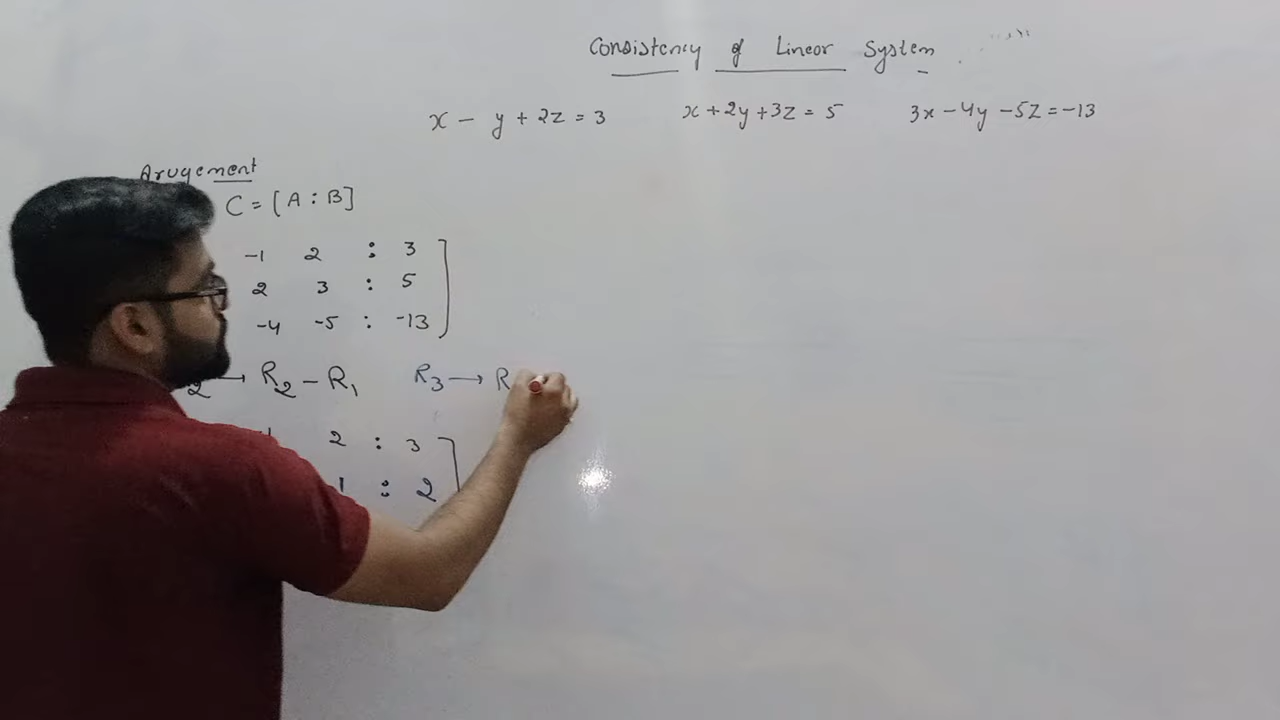 Consistency of Linear System
x - y + 2z = 3 x + 2y + 3z = 5 3x - 4y - 5z = -13
Arugement
C = [A : B]
-1 2 : 3
2 3 : 5
-4 -5 : -13
2 → R2 - R1 R3 → R
2 : 3
1 : 2